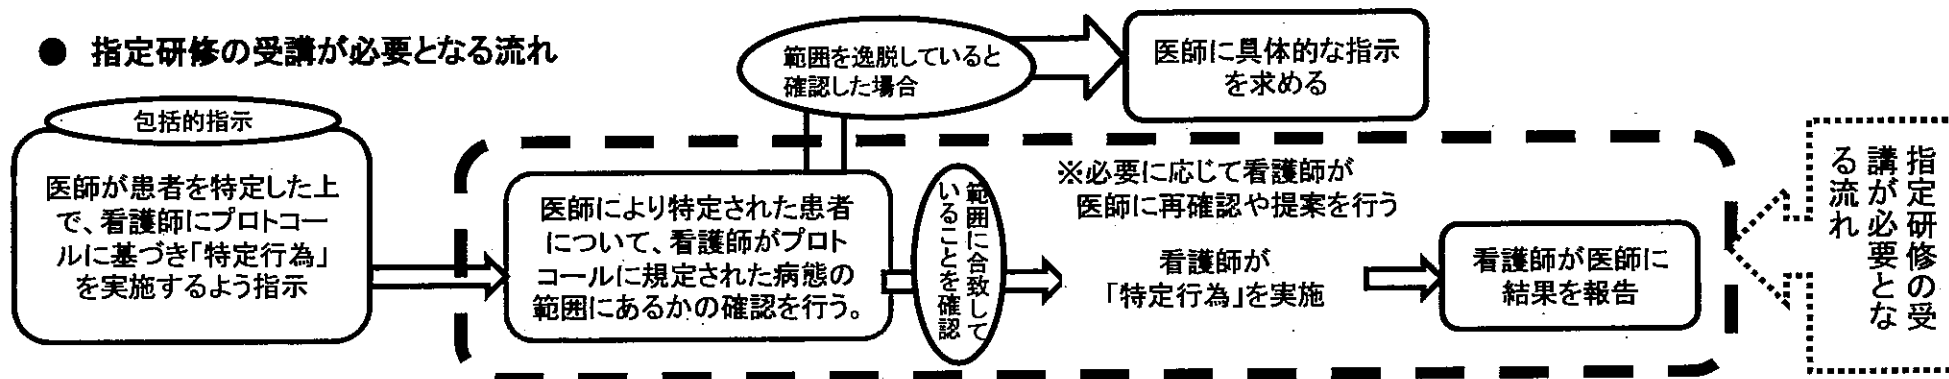 ● 指定研修の受講が必要となる流れ
包括的指示
医師が患者を特定した上
で、看護師にプロトコー
ルに基づき「特定行為」
を実施するよう指示
範囲を逸脱していると
確認した場合
医師に具体的な指示
を求める
医師により特定された患者
について、看護師がプロト
コールに規定された病態の
範囲にあるかの確認を行う。
範囲に合致して
いることを確認
※必要に応じて看護師が
医師に再確認や提案を行う
看護師が
「特定行為」を実施
看護師が医師に
結果を報告
指定研修の受
講が必要とな
る流れ